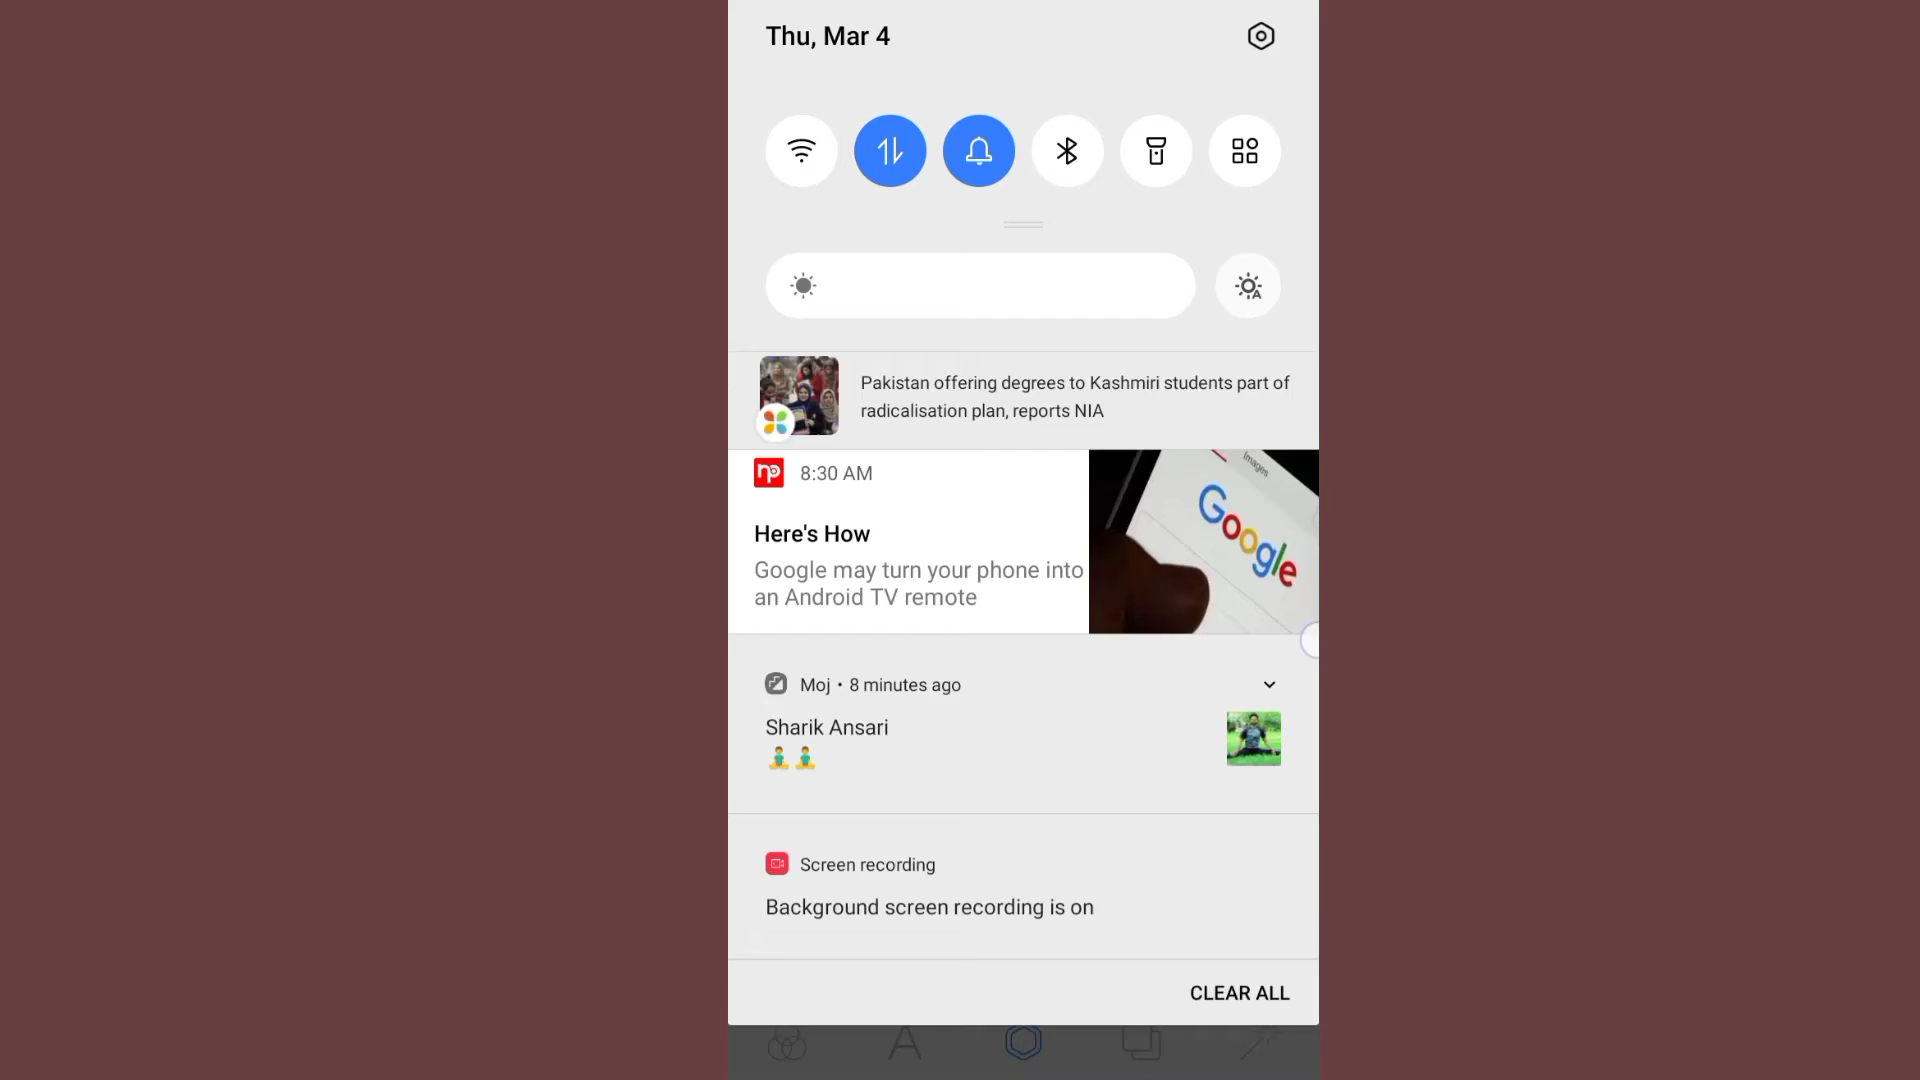 Thu, Mar 4
Pakistan offering degrees to Kashmiri students part of
radicalisation plan, reports NIA
np 8:30 AM
Here's How
Google may turn your phone into
an Android TV remote
Images
Google
Moj • 8 minutes ago
Sharik Ansari
🧘‍♂️🧘‍♂️
Screen recording
Background screen recording is on
CLEAR ALL